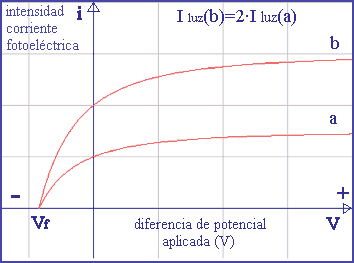 intensidad
corriente
fotoeléctrica
i
I luz(b)=2·I luz(a)
b
a
-
+
Vf
V
diferencia de potencial
aplicada (V)